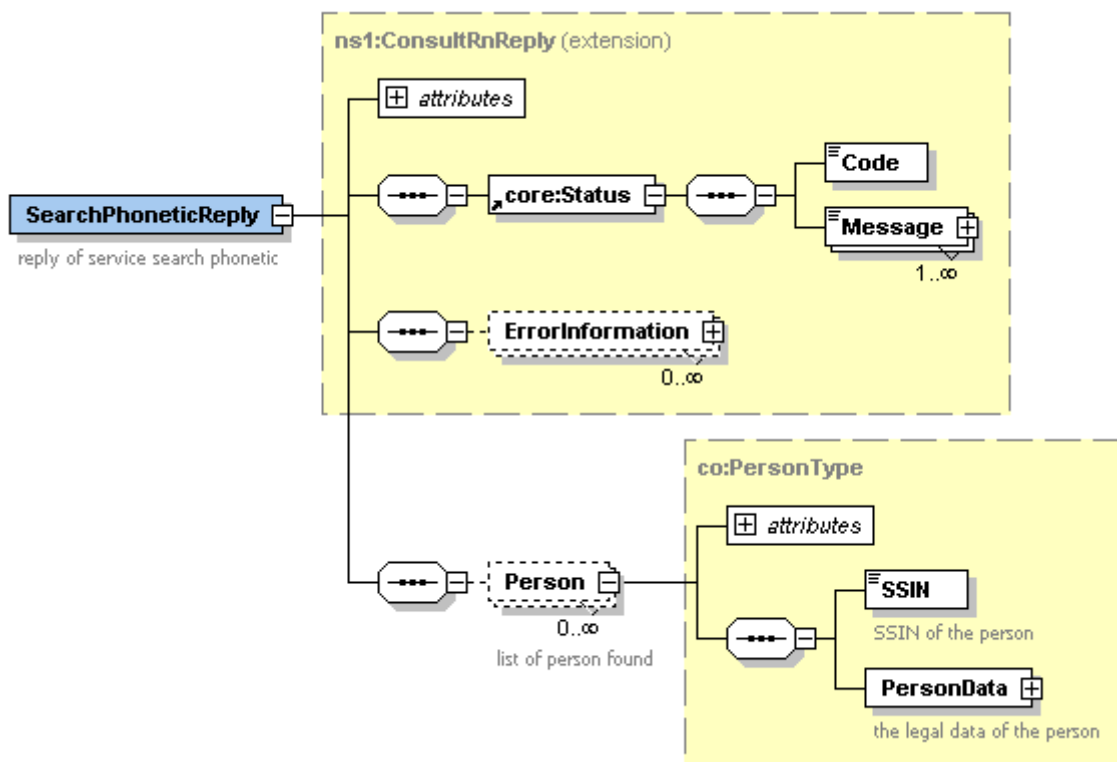 ns1:ConsultRnReply (extension)
attributes
Code
core:Status
SearchPhoneticReply
Message
reply of service search phonetic
1..∞
ErrorInformation
0..∞
co:PersonType
attributes
Person
SSIN
0..∞
SSIN of the person
list of person found
PersonData
the legal data of the person